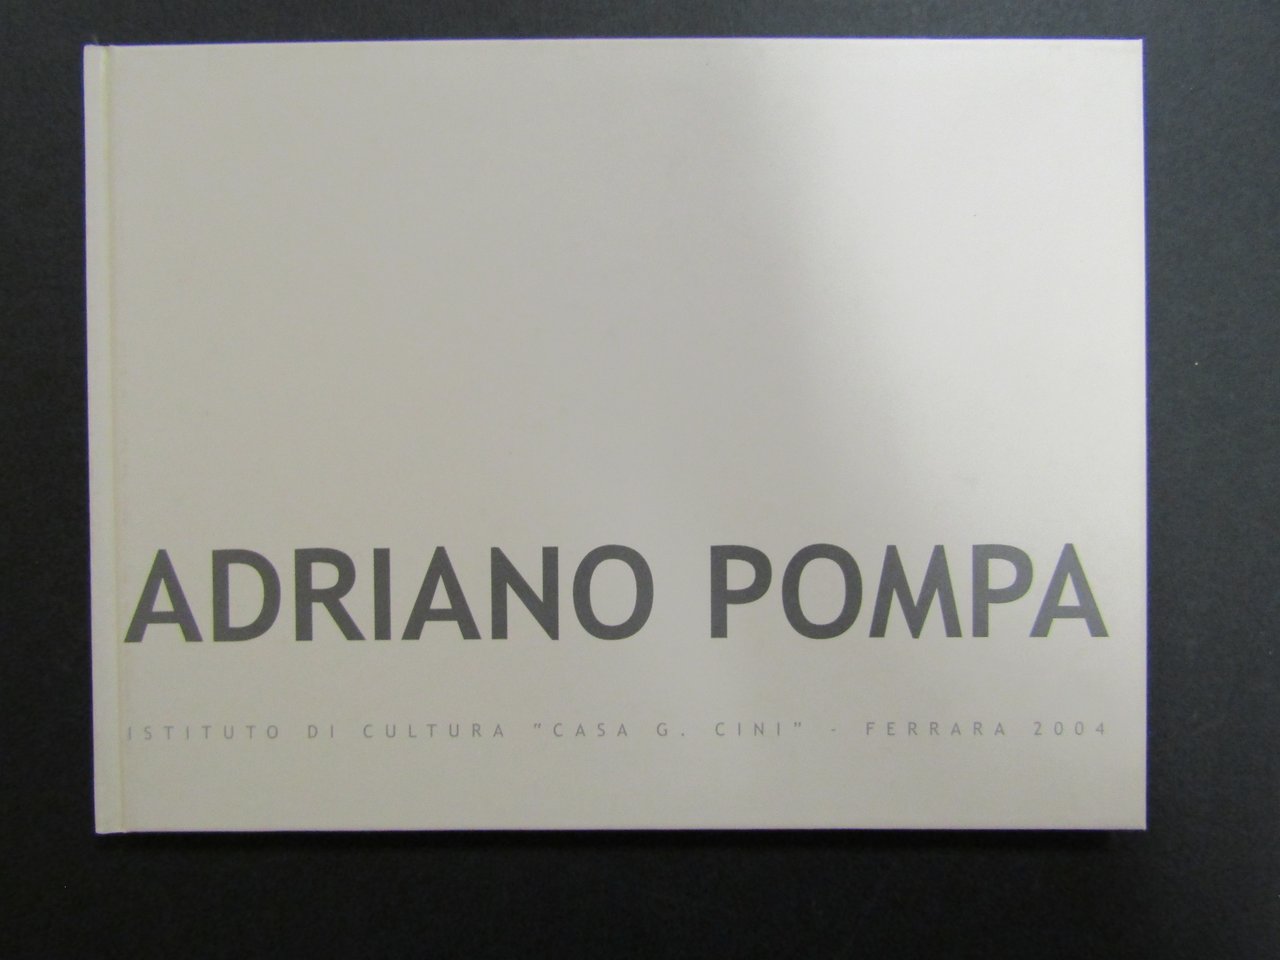 ADRIANO POMPA
ISTITUTO DI CULTURA "CASA G. CINI" - FERRARA 2004